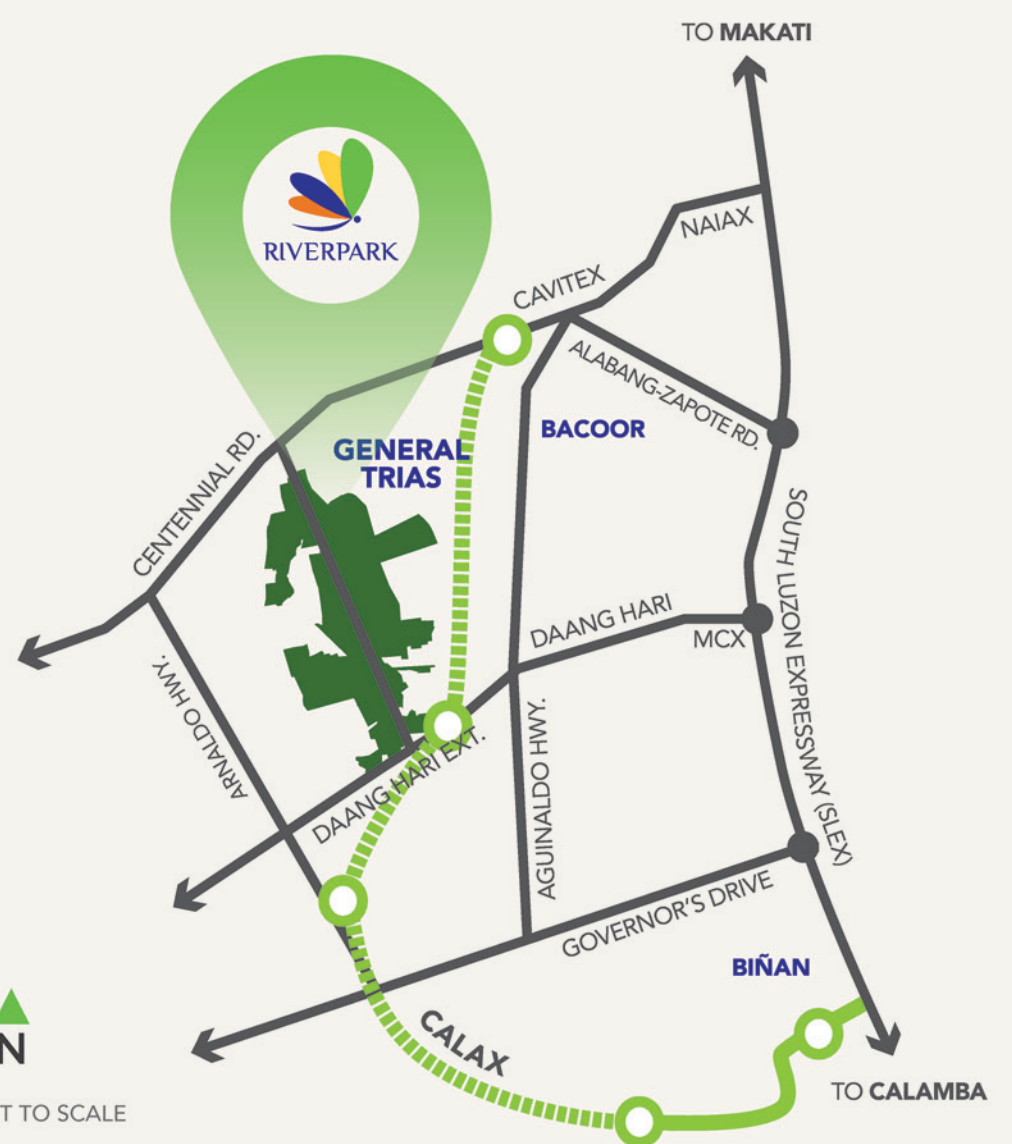 TO MAKATI
RIVERPARK
NAIAX
CAVITEX
ALABANG-ZAPOTE RD.
BACOOR
GENERAL
TRIAS
CENTENNIAL RD.
SOUTH LUZON EXPRESSWAY (SLEX)
DAANG HARI
MCX
ARNALDO HWY.
DAANG HARI EXT.
AGUINALDO HWY.
GOVERNOR'S DRIVE
BIÑAN
CALAX
N
T TO SCALE
TO CALAMBA